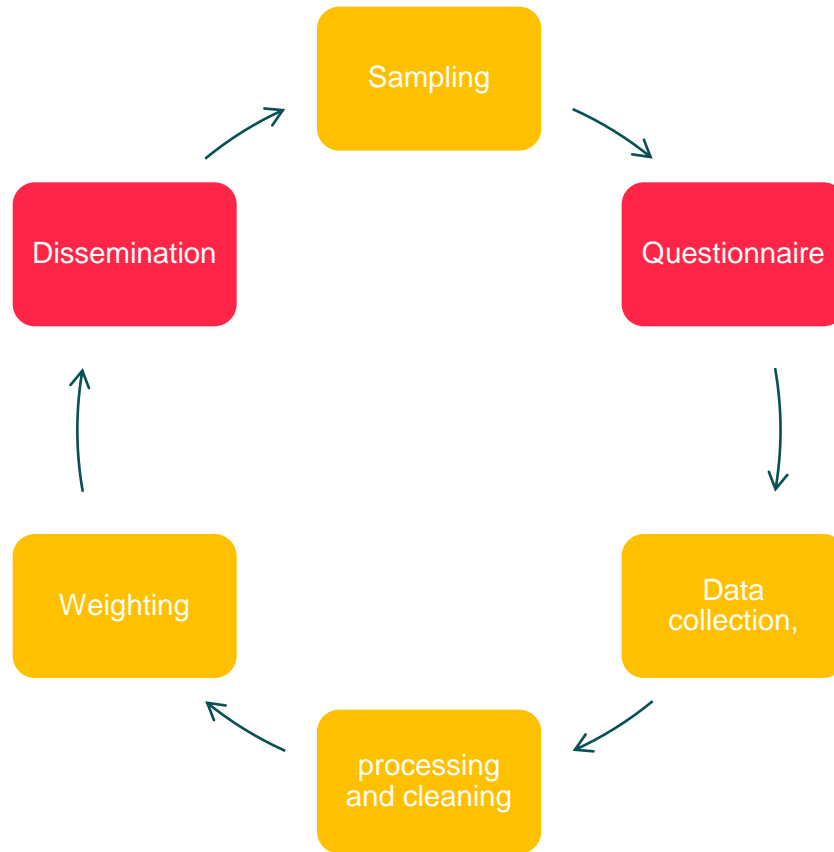 Sampling
Questionnaire
Data
collection,
processing
and cleaning
Weighting
Dissemination